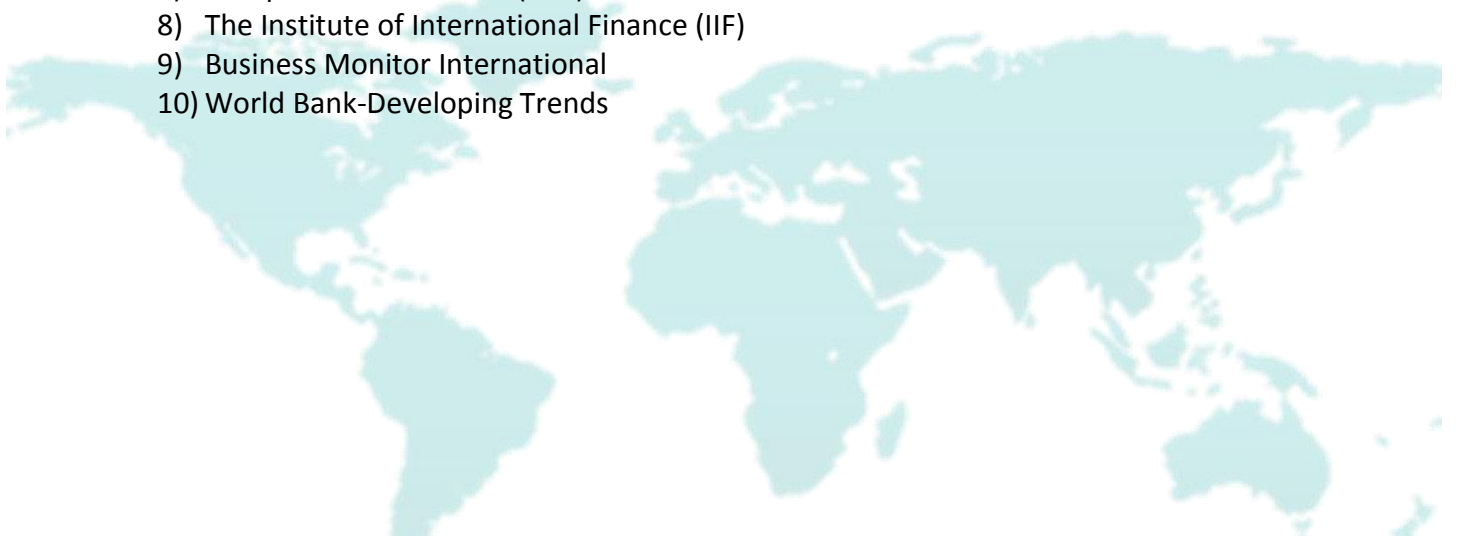 8) The Institute of International Finance (IIF)
9) Business Monitor International
10) World Bank-Developing Trends